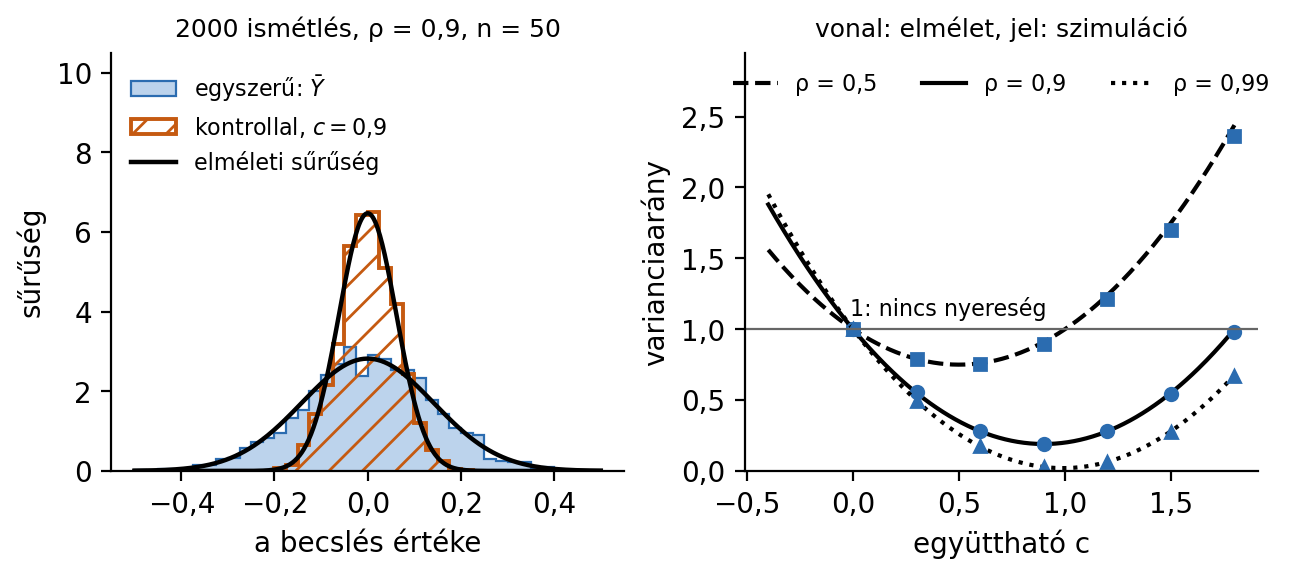 2000 ismétlés, ρ = 0,9, n = 50
egyszerű: Ȳ
kontrollal, c = 0,9
elméleti sűrűség
sűrűség
10
8
6
4
2
0
−0,4 −0,2 0,0 0,2 0,4
a becslés értéke
vonal: elmélet, jel: szimuláció
ρ = 0,5 ρ = 0,9 ρ = 0,99
varianciaarány
2,5
2,0
1,5
1,0
0,5
0,0
1: nincs nyereség
−0,5 0,0 0,5 1,0 1,5
együttható c